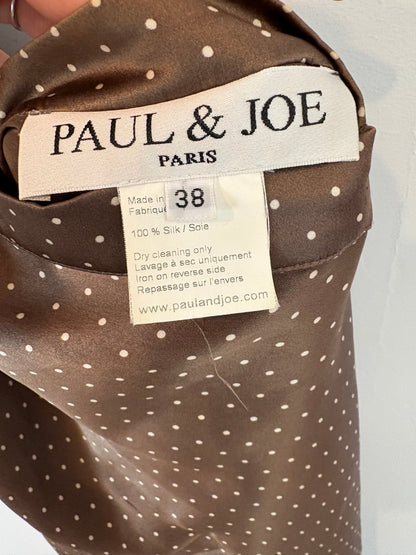 PAUL & JOE
PARIS
38
Made in
Fabriqué
100 % Silk / Soie
Dry cleaning only
Lavage à sec uniquement
Iron on reverse side
Repassage sur l'envers
www.paulandjoe.com